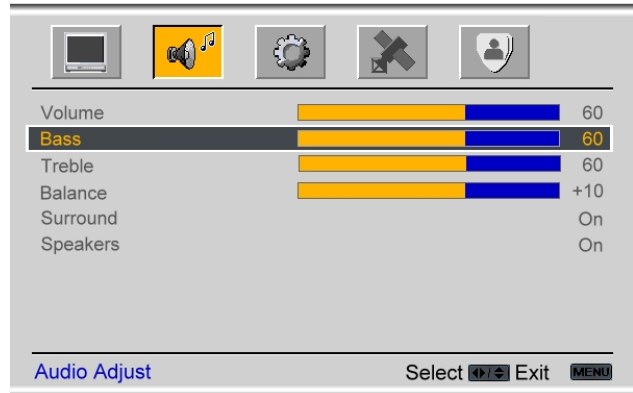 Volume 60
Bass 60
Treble 60
Balance +10
Surround On
Speakers On
Audio Adjust Select Exit MENU